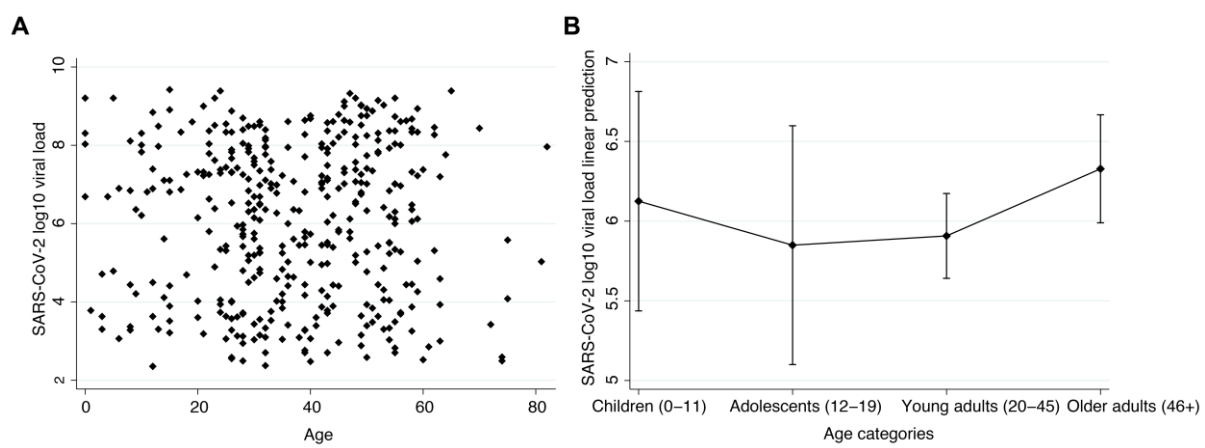 A
SARS-CoV-2 log10 viral load
10
8
6
4
2
0
20
40
60
80
Age
B
SARS-CoV-2 log10 viral load linear prediction
7
6.5
6
5.5
5
Children (0–11)
Adolescents (12–19)
Young adults (20–45)
Older adults (46+)
Age categories